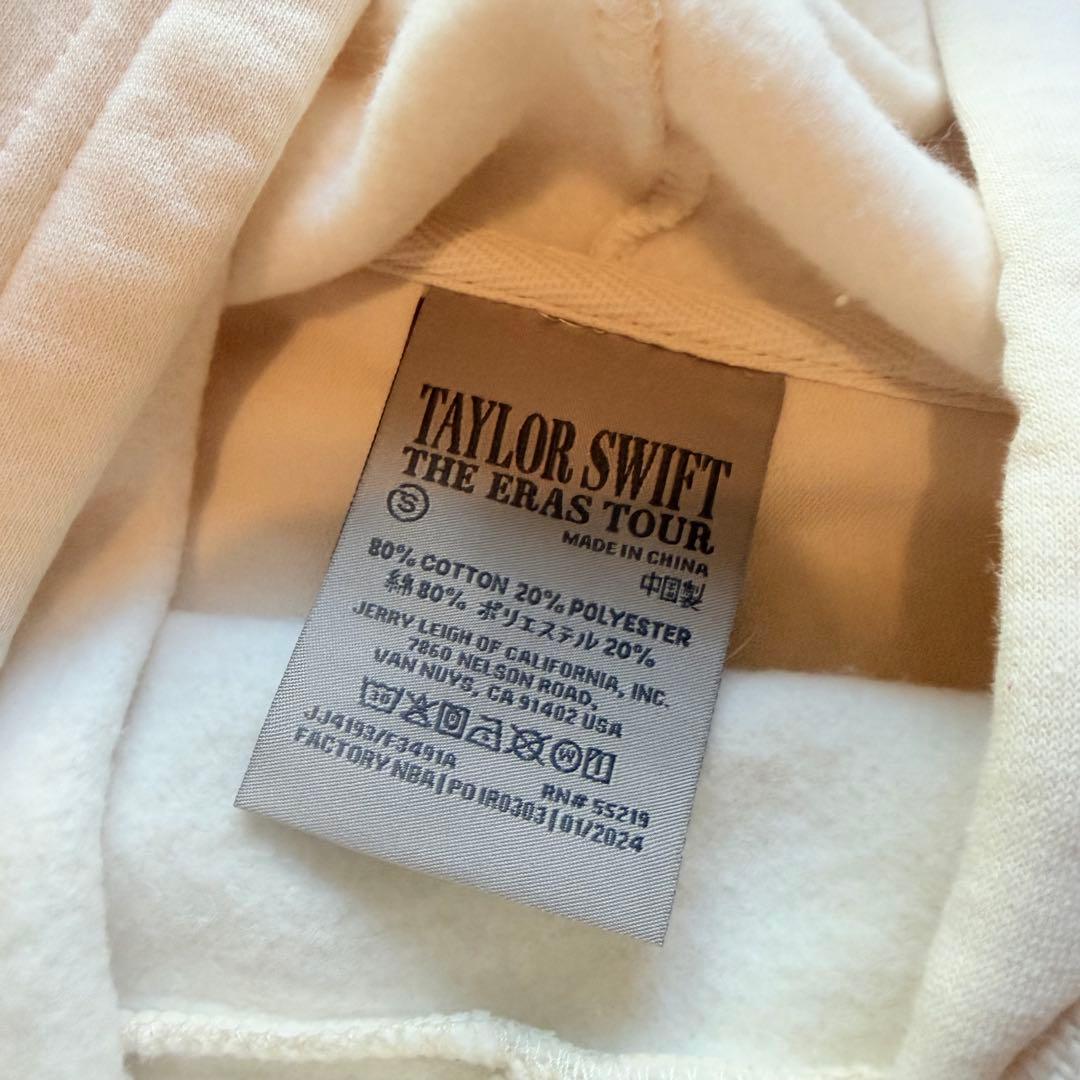 TAYLOR SWIFT
THE ERAS TOUR
S
MADE IN CHINA
中国製
80% COTTON 20% POLYESTER
綿 80% ポリエステル 20%
JERRY LEIGH OF CALIFORNIA, INC.
7860 NELSON ROAD,
VAN NUYS, CA 91402 USA
30 W
JJ4193/F3491A
RN# 55219
FACTORY NBA | PO IR0303 | 01/2024